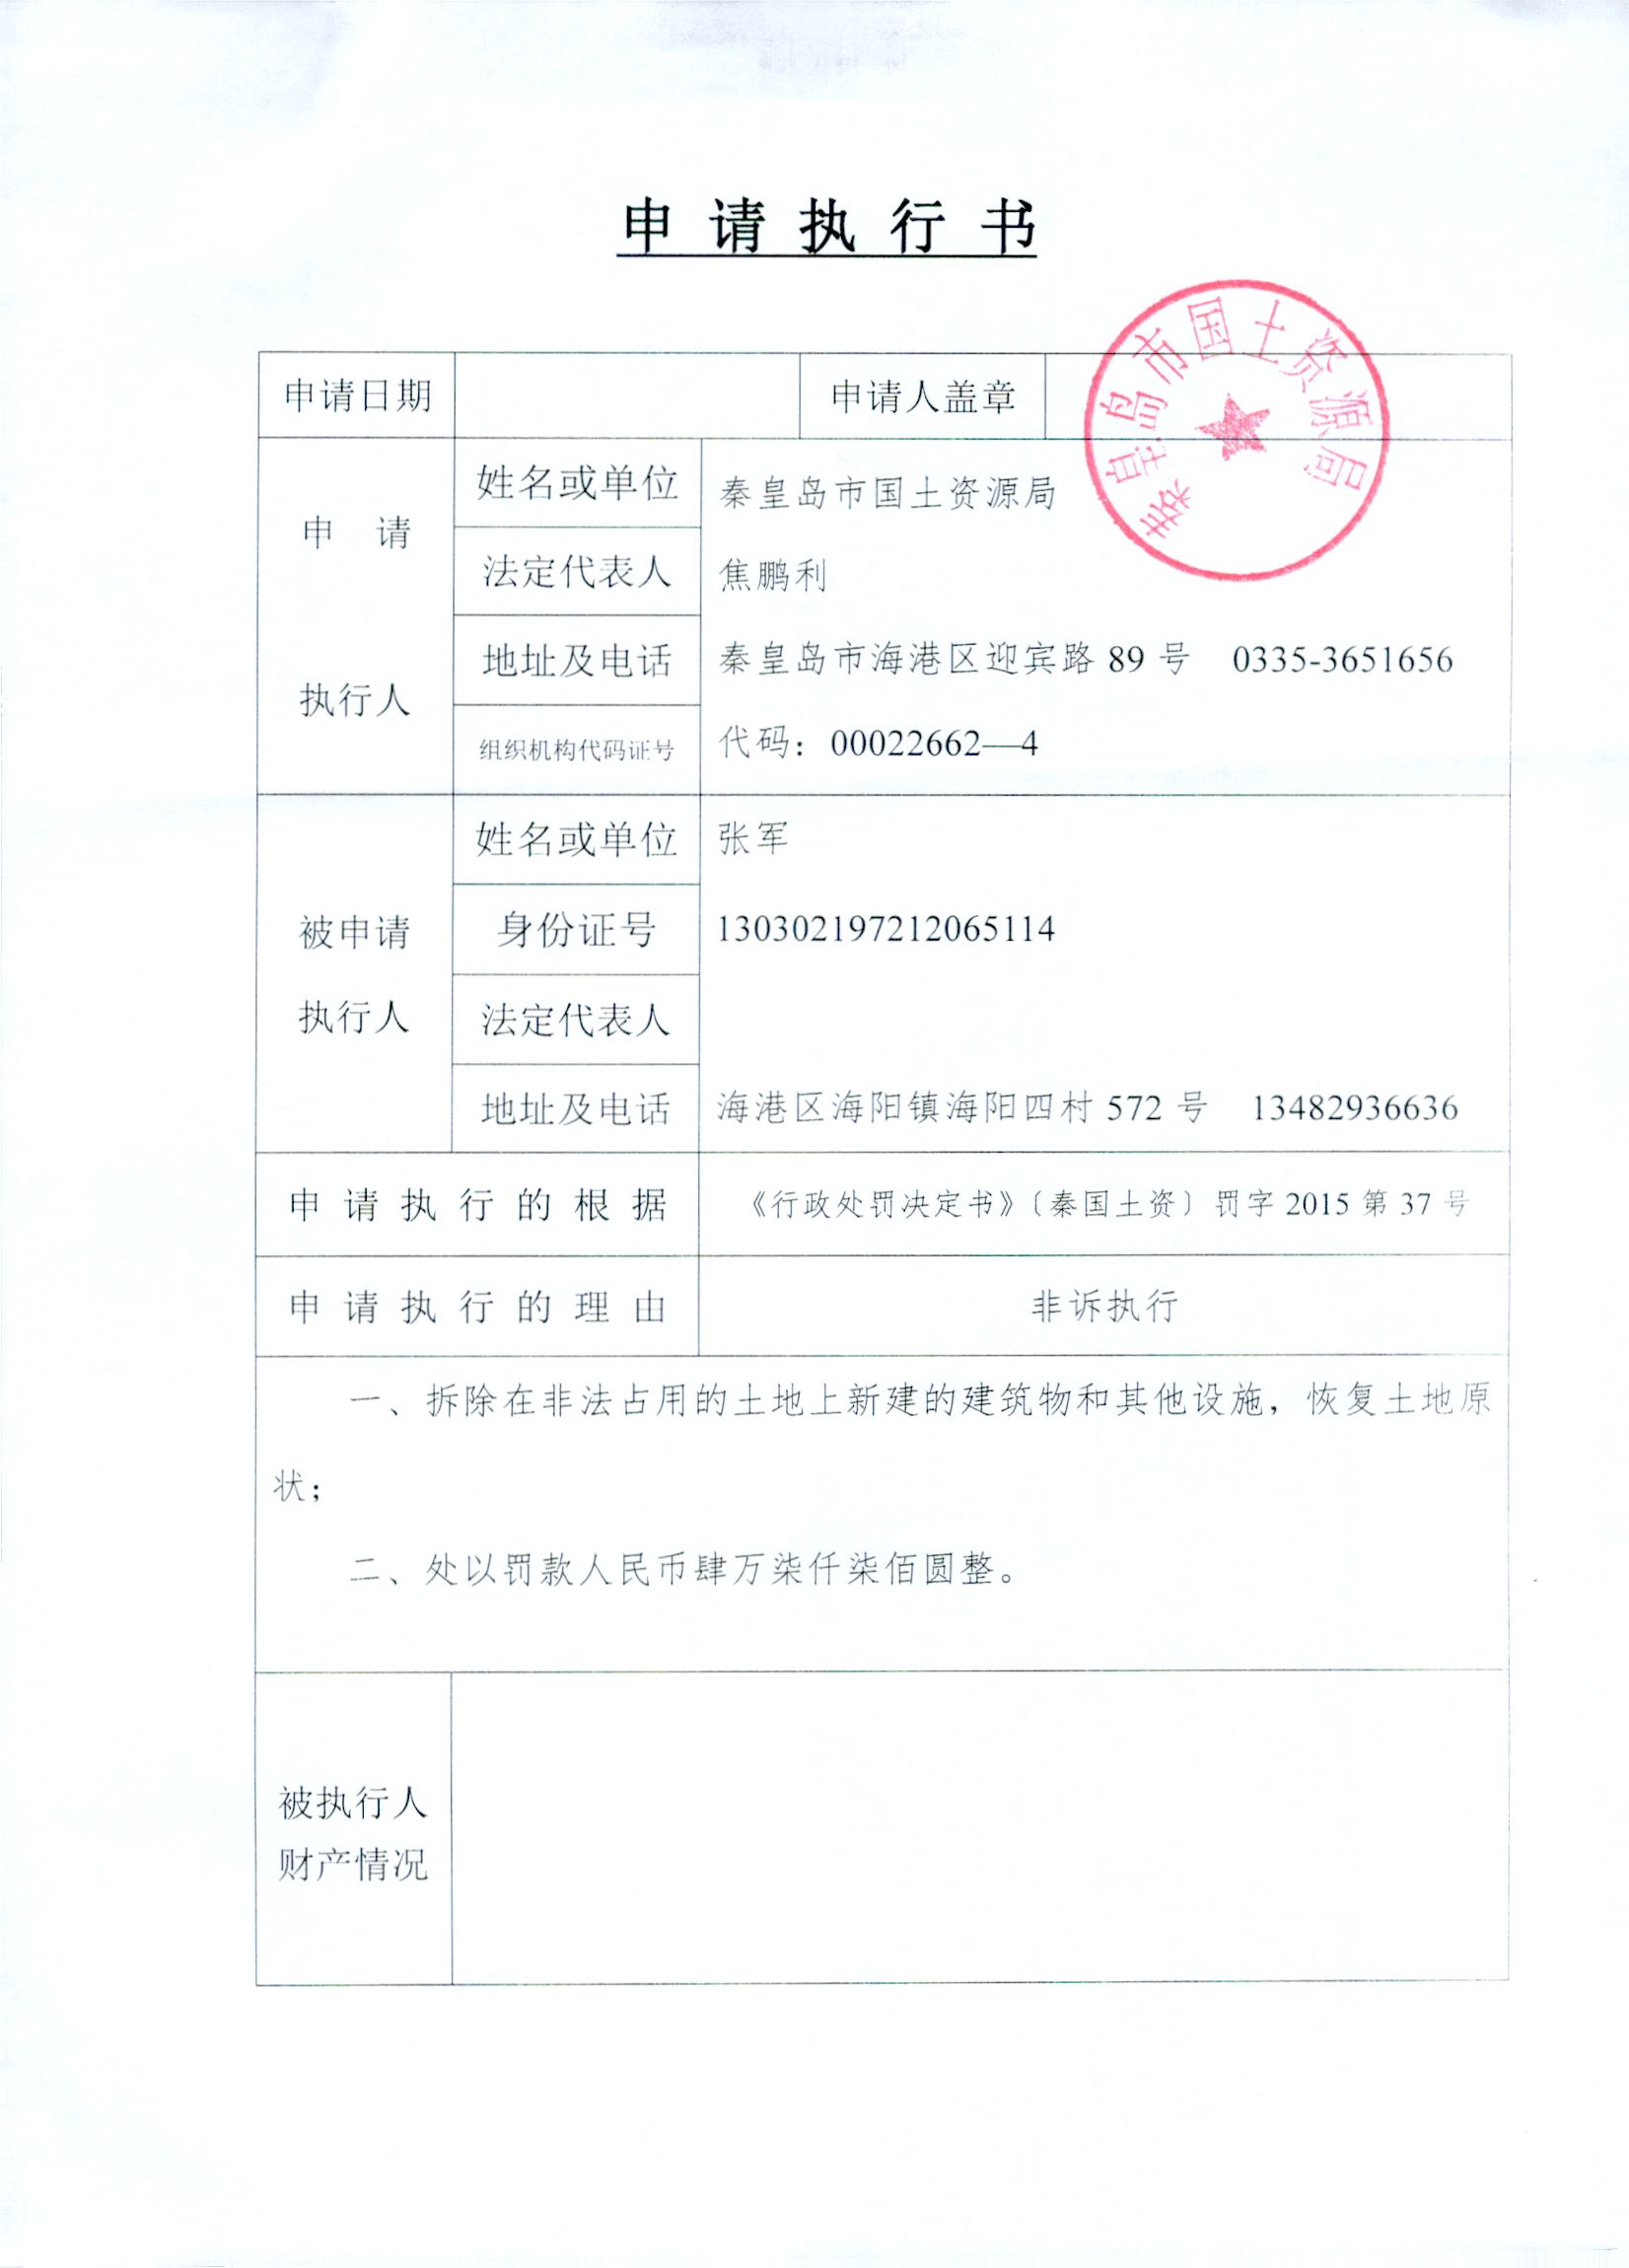 申请执行书
申请日期 申请人盖章
秦皇岛市国土资源局
申请执行人
姓名或单位 秦皇岛市国土资源局
法定代表人 焦鹏利
地址及电话 秦皇岛市海港区迎宾路 89 号 0335-3651656
组织机构代码证号 代码：00022662—4
被申请执行人
姓名或单位 张军
身份证号 130302197212065114
法定代表人
地址及电话 海港区海阳镇海阳四村 572 号 13482936636
申请执行的根据 《行政处罚决定书》〔秦国土资〕罚字 2015 第 37 号
申请执行的理由 非诉执行
一、拆除在非法占用的土地上新建的建筑物和其他设施，恢复土地原
状；
二、处以罚款人民币肆万柒仟柒佰圆整。
被执行人
财产情况